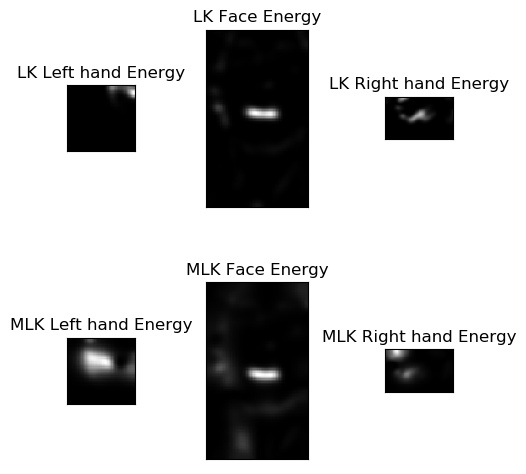 LK Face Energy
LK Left hand Energy
LK Right hand Energy
MLK Face Energy
MLK Left hand Energy
MLK Right hand Energy